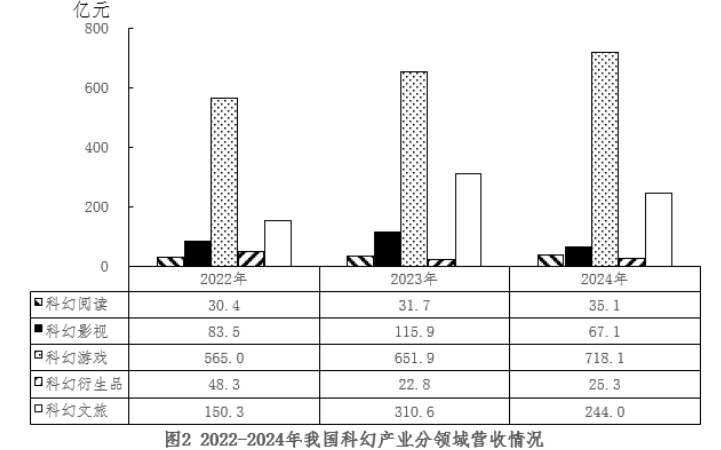 亿元
800
600
400
200
0
2022年 2023年 2024年
科幻阅读 30.4 31.7 35.1
科幻影视 83.5 115.9 67.1
科幻游戏 565.0 651.9 718.1
科幻衍生品 48.3 22.8 25.3
科幻文旅 150.3 310.6 244.0
图2 2022-2024年我国科幻产业分领域营收情况